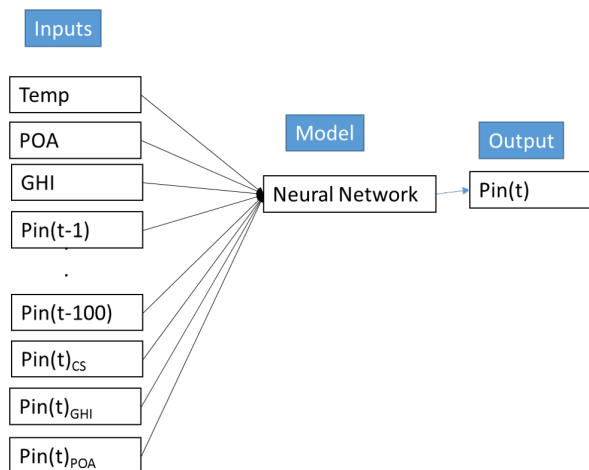 Inputs
Temp
POA
GHI
Pin(t-1)
.
.
Pin(t-100)
Pin(t)CS
Pin(t)GHI
Pin(t)POA
Model
Neural Network
Output
Pin(t)